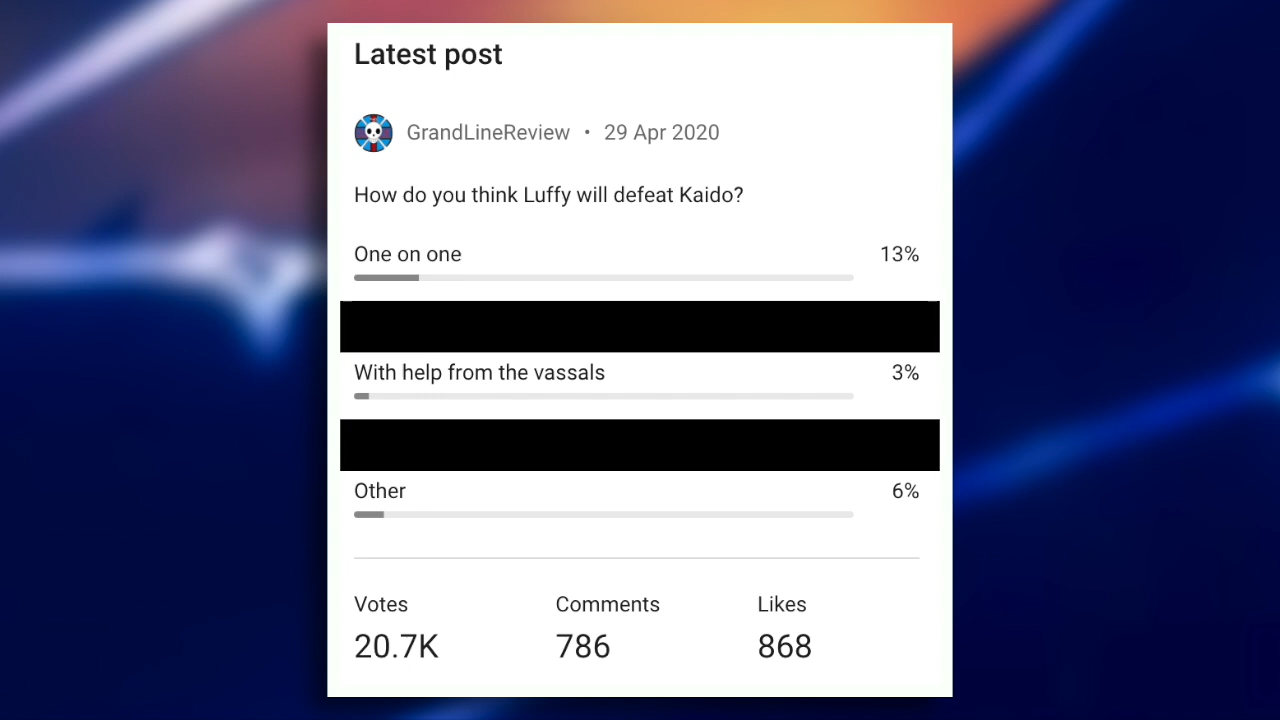 Latest post
GrandLineReview • 29 Apr 2020
How do you think Luffy will defeat Kaido?
One on one 13%
With help from the vassals 3%
Other 6%
Votes Comments Likes
20.7K 786 868